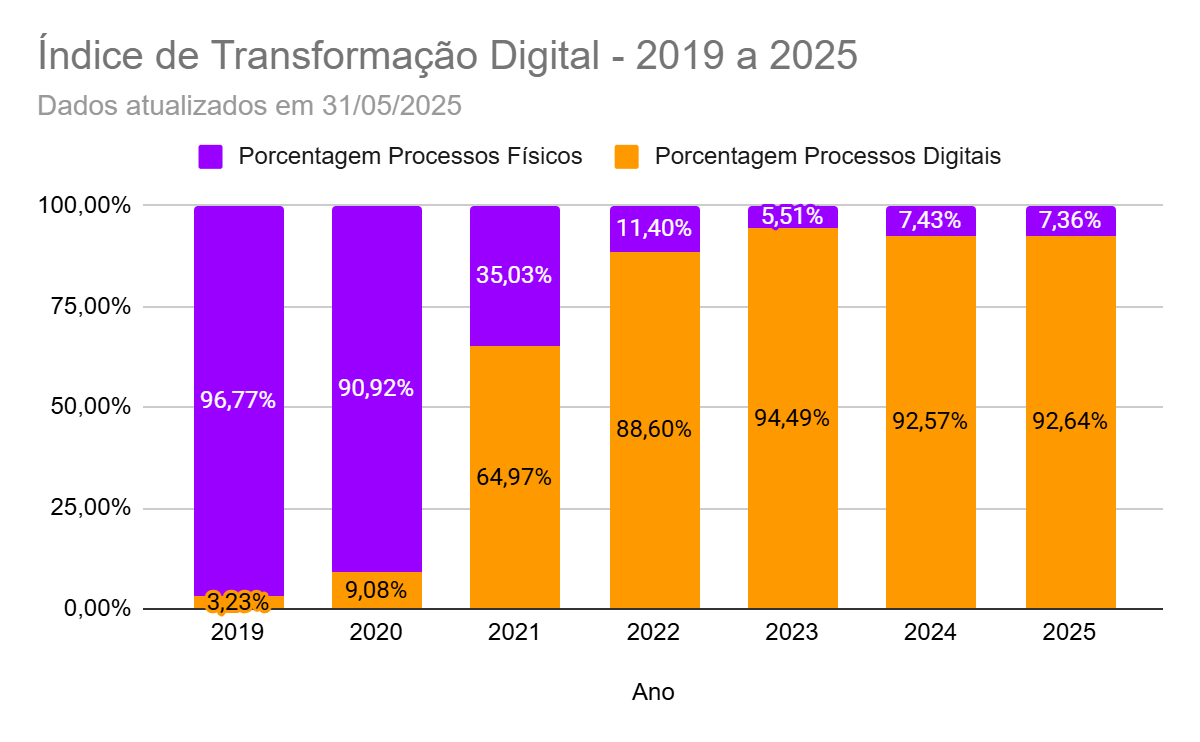 Índice de Transformação Digital - 2019 a 2025
Dados atualizados em 31/05/2025
Porcentagem Processos Físicos Porcentagem Processos Digitais
100,00%
75,00%
50,00%
25,00%
0,00%
96,77% 90,92% 35,03% 11,40% 5,51% 7,43% 7,36%
3,23% 9,08% 64,97% 88,60% 94,49% 92,57% 92,64%
2019 2020 2021 2022 2023 2024 2025
Ano